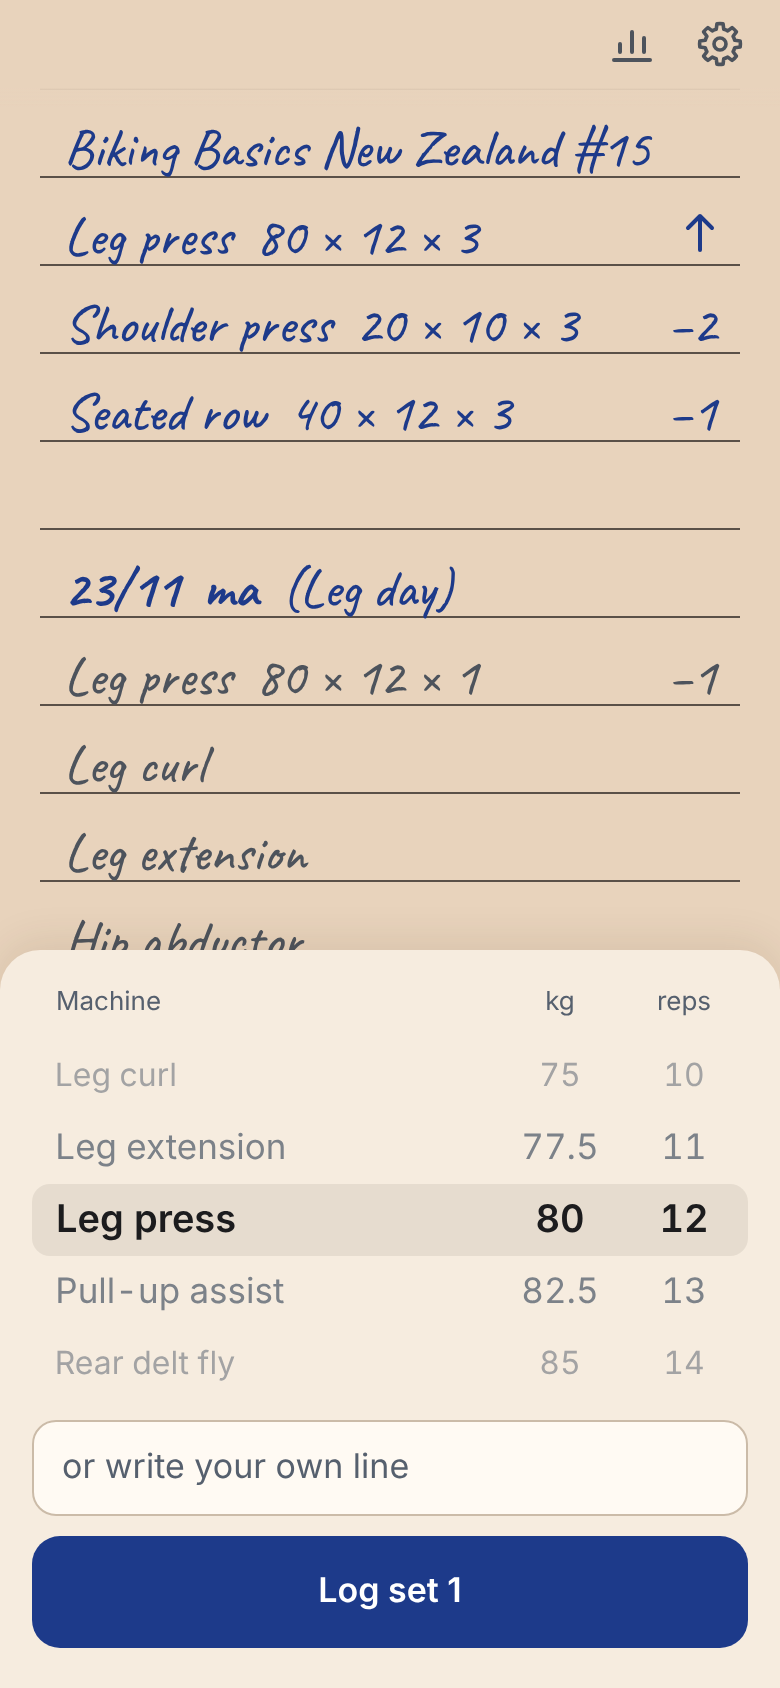 Biking Basics New Zealand #15
Leg press 80 × 12 × 3 ↑
Shoulder press 20 × 10 × 3 –2
Seated row 40 × 12 × 3 –1
23/11 ma (Leg day)
Leg press 80 × 12 × 1 –1
Leg curl
Leg extension
Hip abductor
Machine kg reps
Leg curl 75 10
Leg extension 77.5 11
Leg press 80 12
Pull-up assist 82.5 13
Rear delt fly 85 14
or write your own line
Log set 1